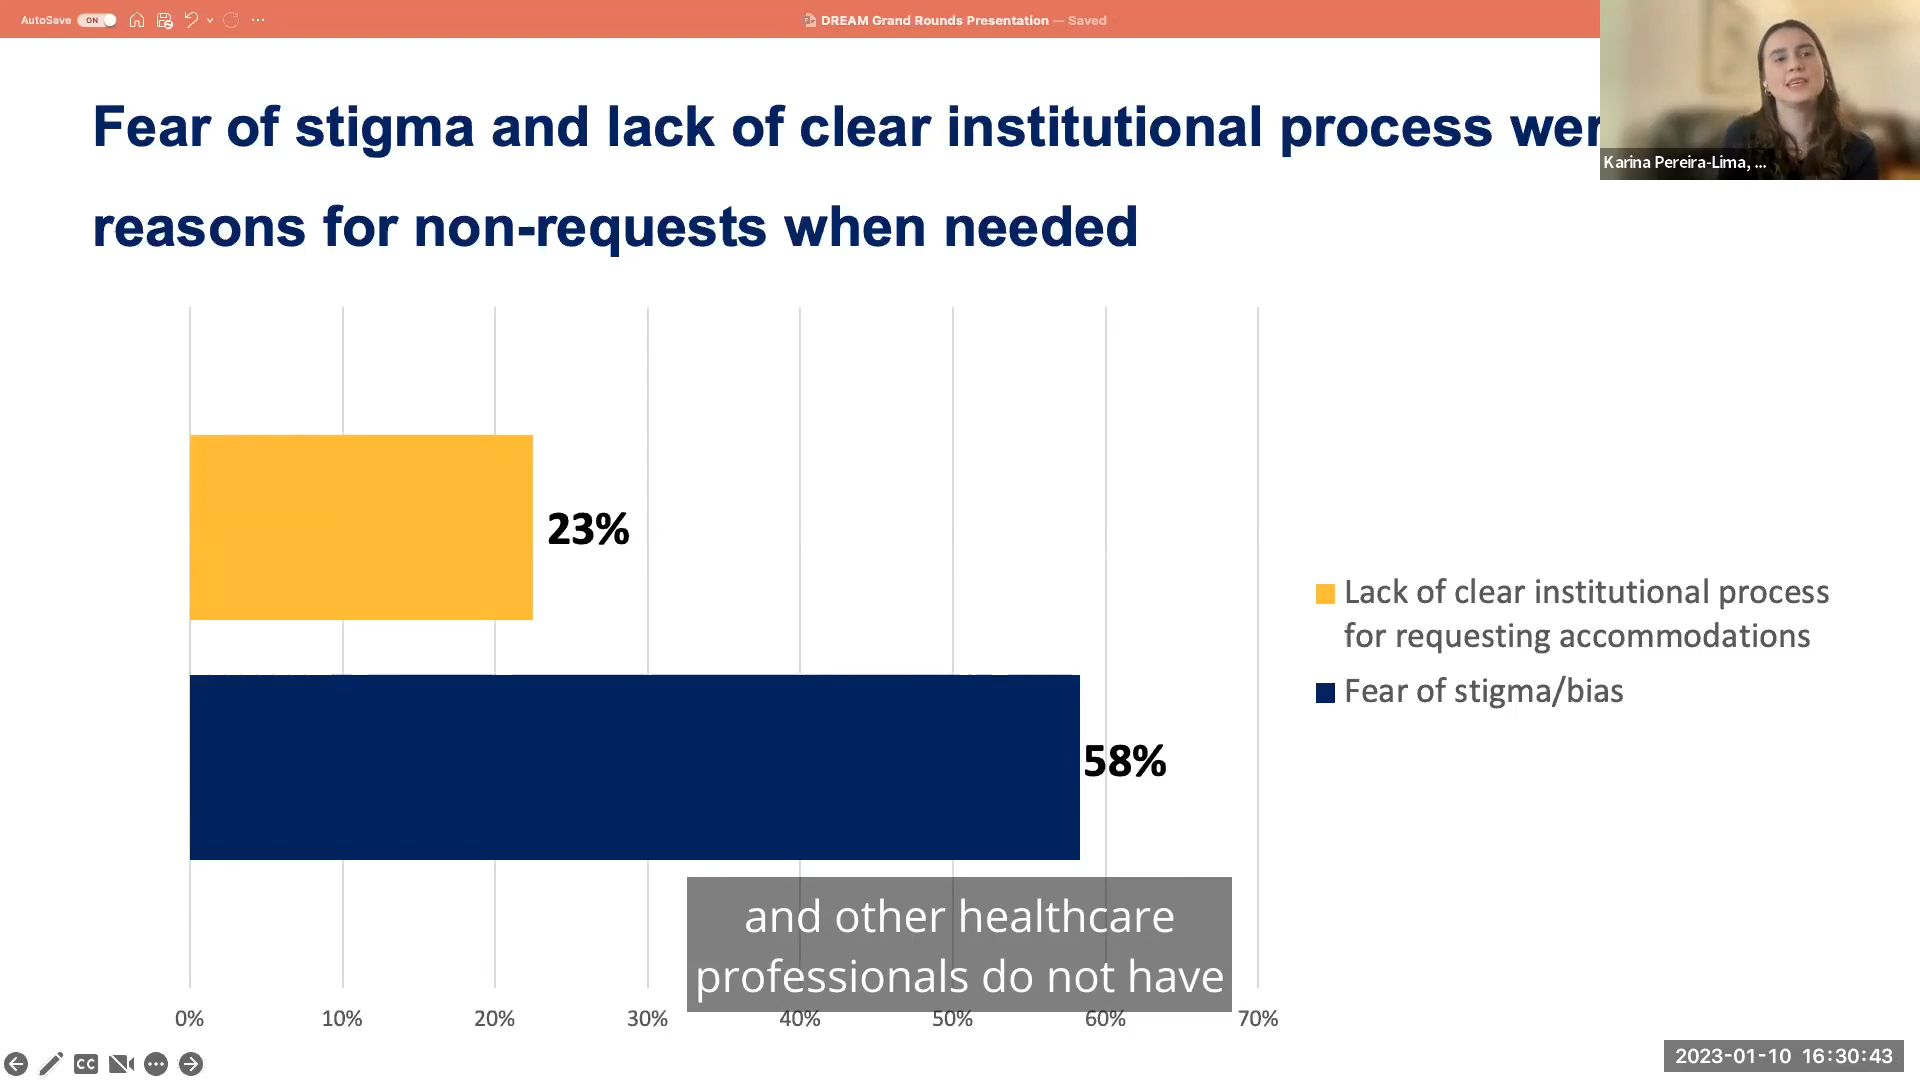 AutoSave ON
DREAM Grand Rounds Presentation — Saved
Karina Pereira-Lima, ...
Fear of stigma and lack of clear institutional process wer
reasons for non-requests when needed
23%
58%
Lack of clear institutional process
for requesting accommodations
Fear of stigma/bias
and other healthcare
professionals do not have
0% 10% 20% 30% 40% 50% 60% 70%
CC
2023-01-10 16:30:43